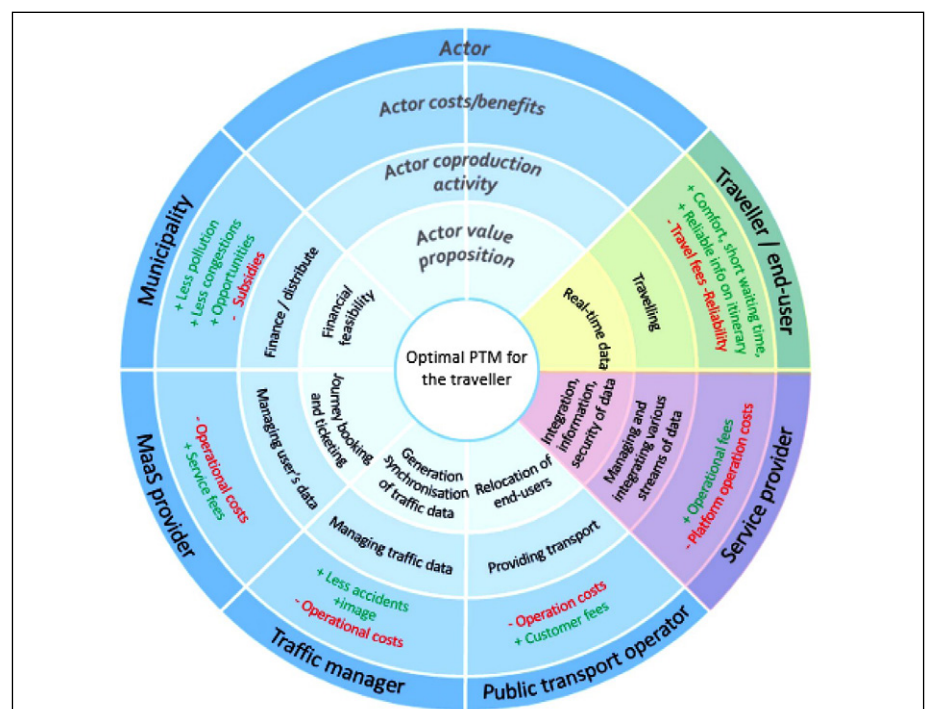 Actor
Actor costs/benefits
Actor coproduction
activity
Actor value
proposition
Optimal PTM for
the traveller
Traveller / end-user
+ Comfort, short waiting time,
+ Reliable info on itinerary
- Travel fees -Reliability
Travelling
Real-time data
Service provider
+ Operational fees
- Platform operation costs
Managing and
integrating various
streams of data
Integration,
information,
security of data
Public transport operator
- Operation costs
+ Customer fees
Providing transport
Relocation of
end-users
Traffic manager
+ Less accidents
+image
- Operational costs
Managing traffic data
Generation
synchronisation
of traffic data
MaaS provider
- Operational costs
+ Service fees
Managing user's data
Journey booking
and ticketing
Municipality
+ Less pollution
+ Less congestions
+ Opportunities
- Subsidies
Finance / distribute
Financial
feasibility